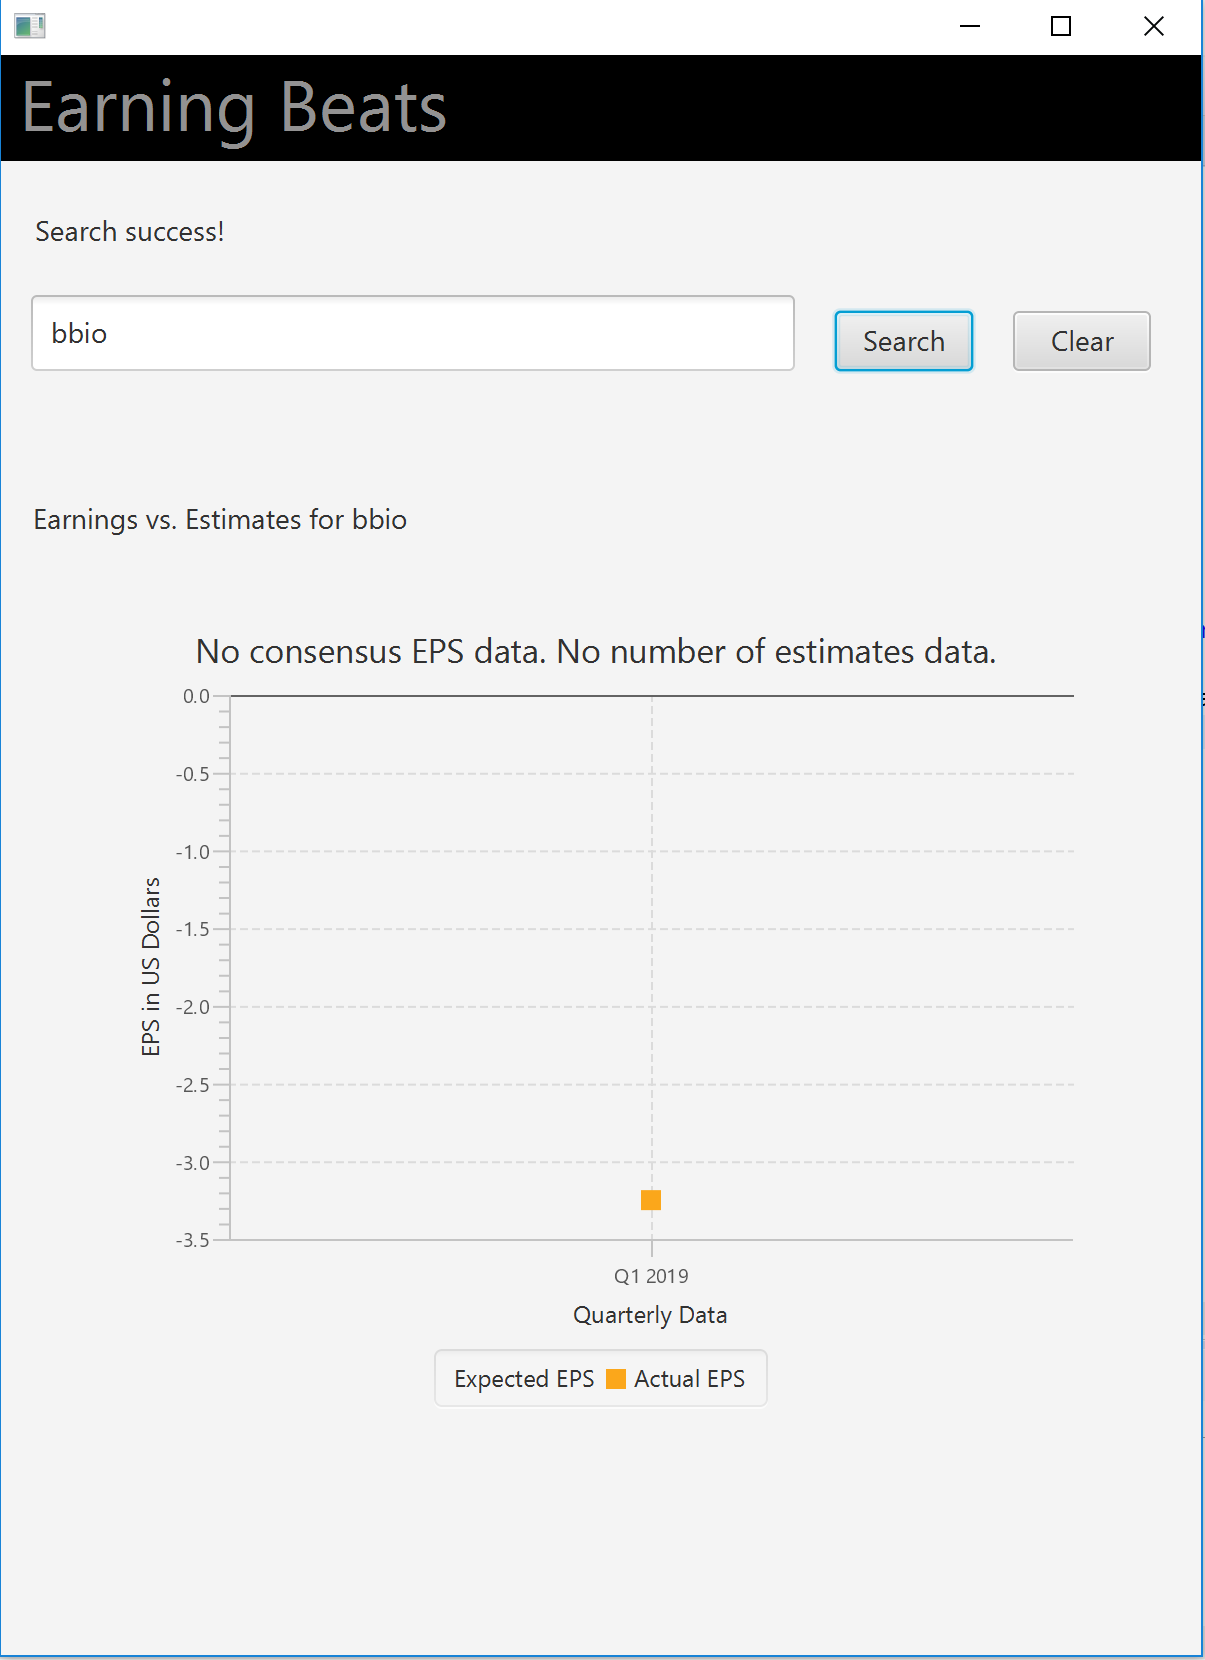 Earning Beats
Search success!
bbio
Search
Clear
Earnings vs. Estimates for bbio
No consensus EPS data. No number of estimates data.
0.0
-0.5
-1.0
-1.5
-2.0
-2.5
-3.0
-3.5
EPS in US Dollars
Q1 2019
Quarterly Data
Expected EPS
Actual EPS